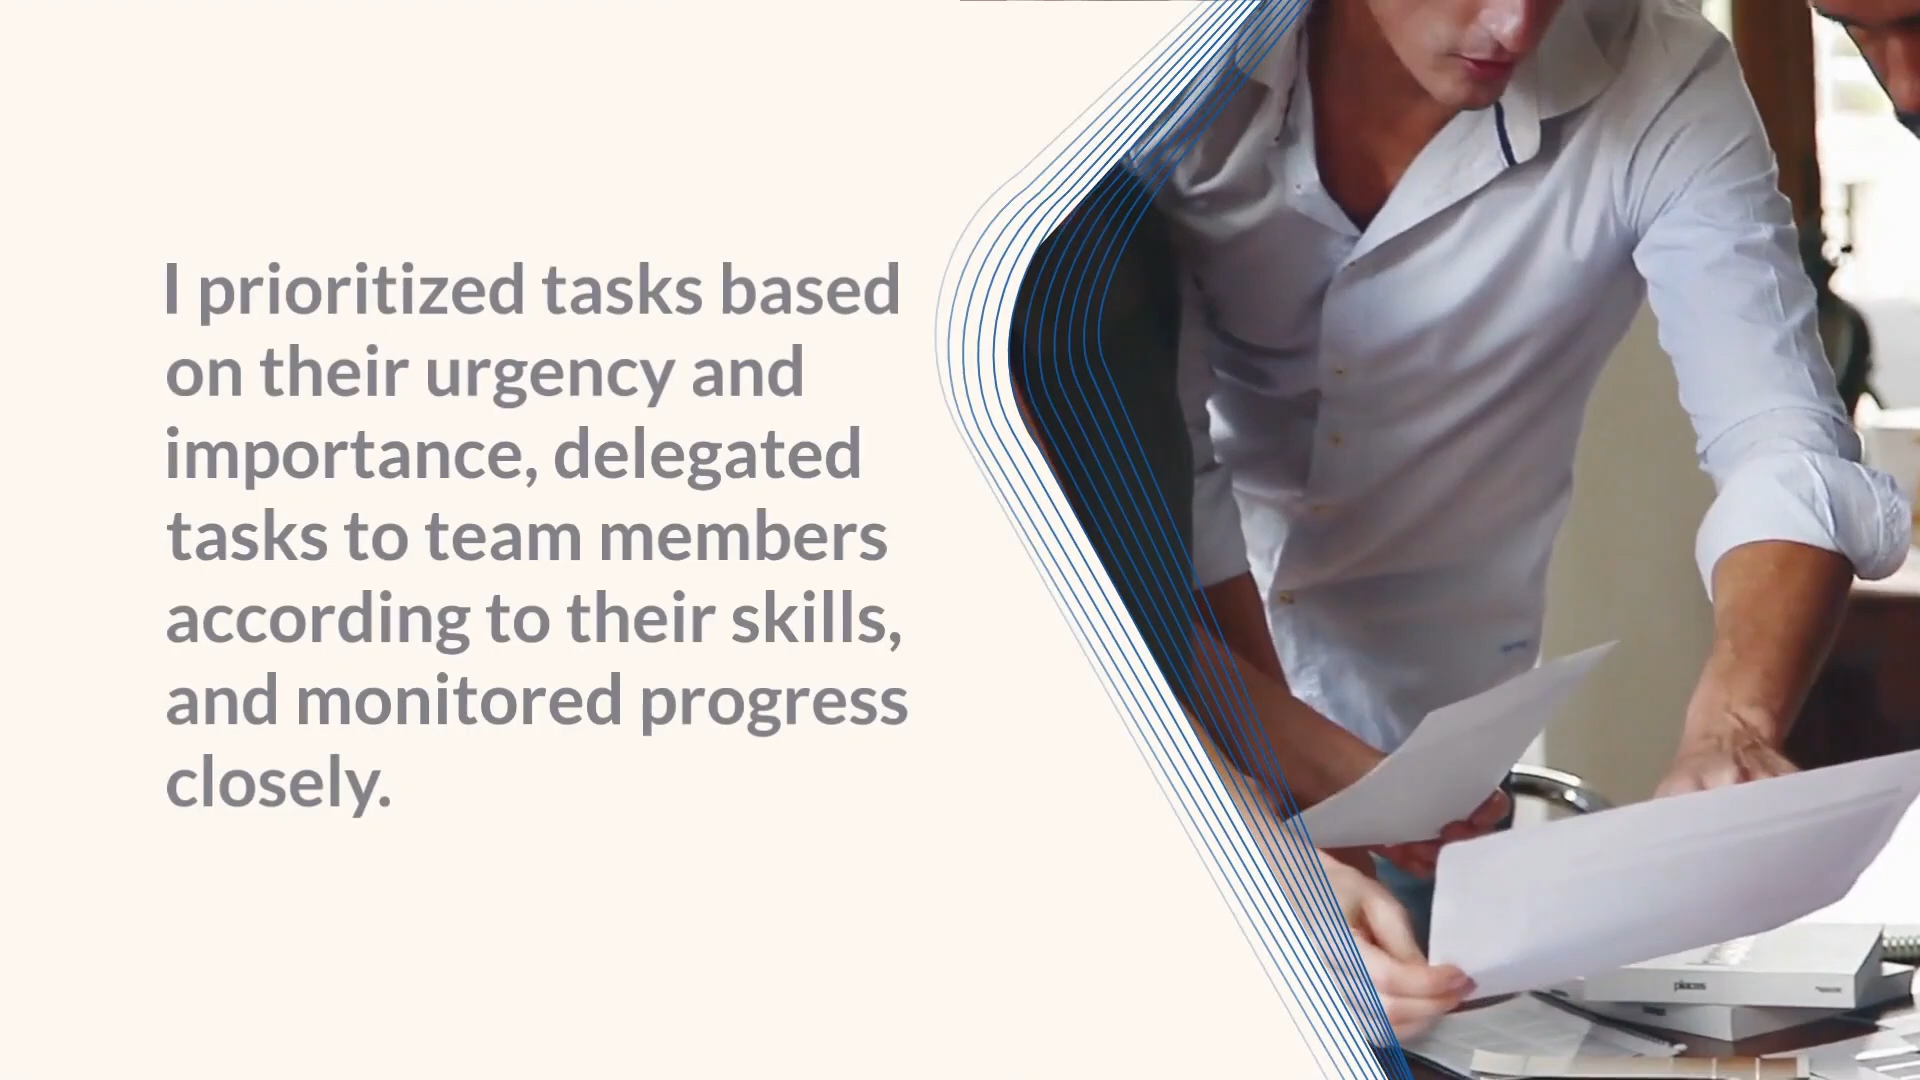 I prioritized tasks based
on their urgency and
importance, delegated
tasks to team members
according to their skills,
and monitored progress
closely.
places